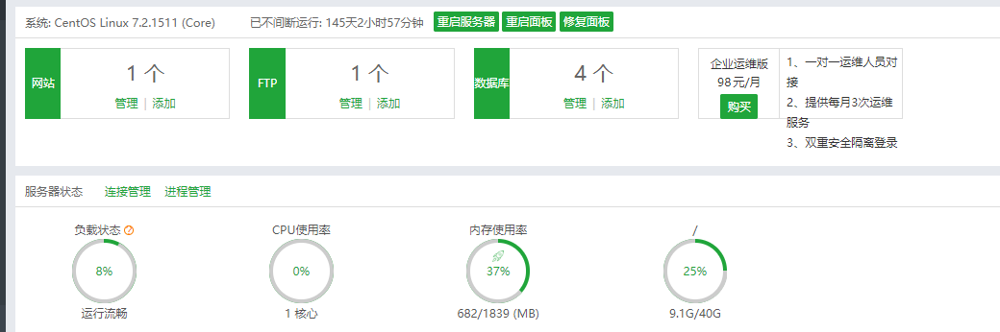 系统: CentOS Linux 7.2.1511 (Core) 已不间断运行: 145天2小时57分钟 重启服务器 重启面板 修复面板
网站
1 个
管理 | 添加
FTP
1 个
管理 | 添加
数据库
4 个
管理 | 添加
企业运维版
98 元/月
购买
1、一对一运维人员对
接
2、提供每月3次运维
服务
3、双重安全隔离登录
服务器状态 连接管理 进程管理
负载状态
8%
运行流畅
CPU使用率
0%
1 核心
内存使用率
37%
682/1839 (MB)
/
25%
9.1G/40G